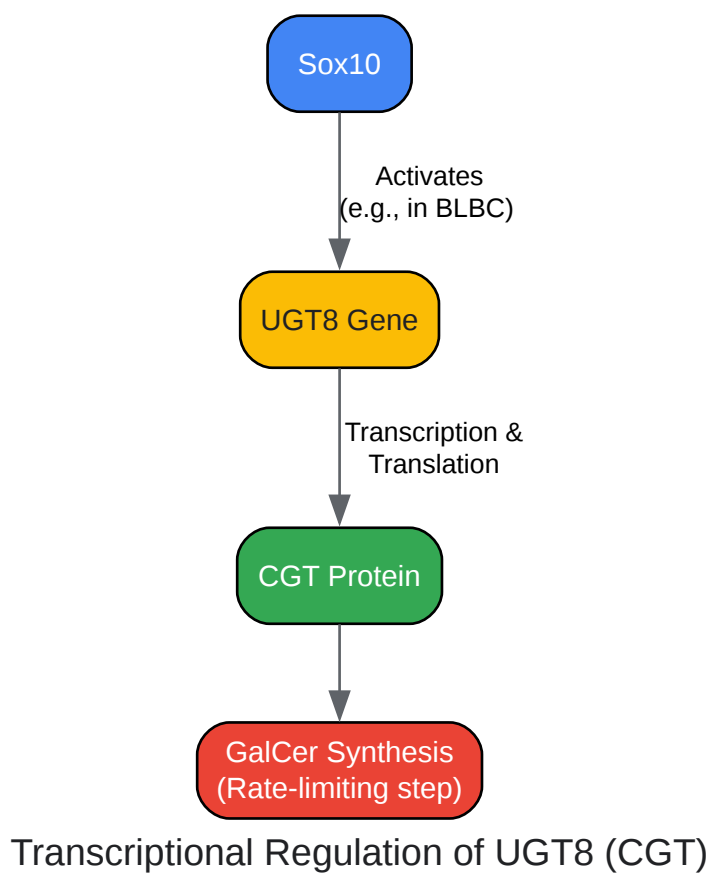 Sox10
Activates
(e.g., in BLBC)
UGT8 Gene
Transcription &
Translation
CGT Protein
GalCer Synthesis
(Rate-limiting step)
Transcriptional Regulation of UGT8 (CGT)